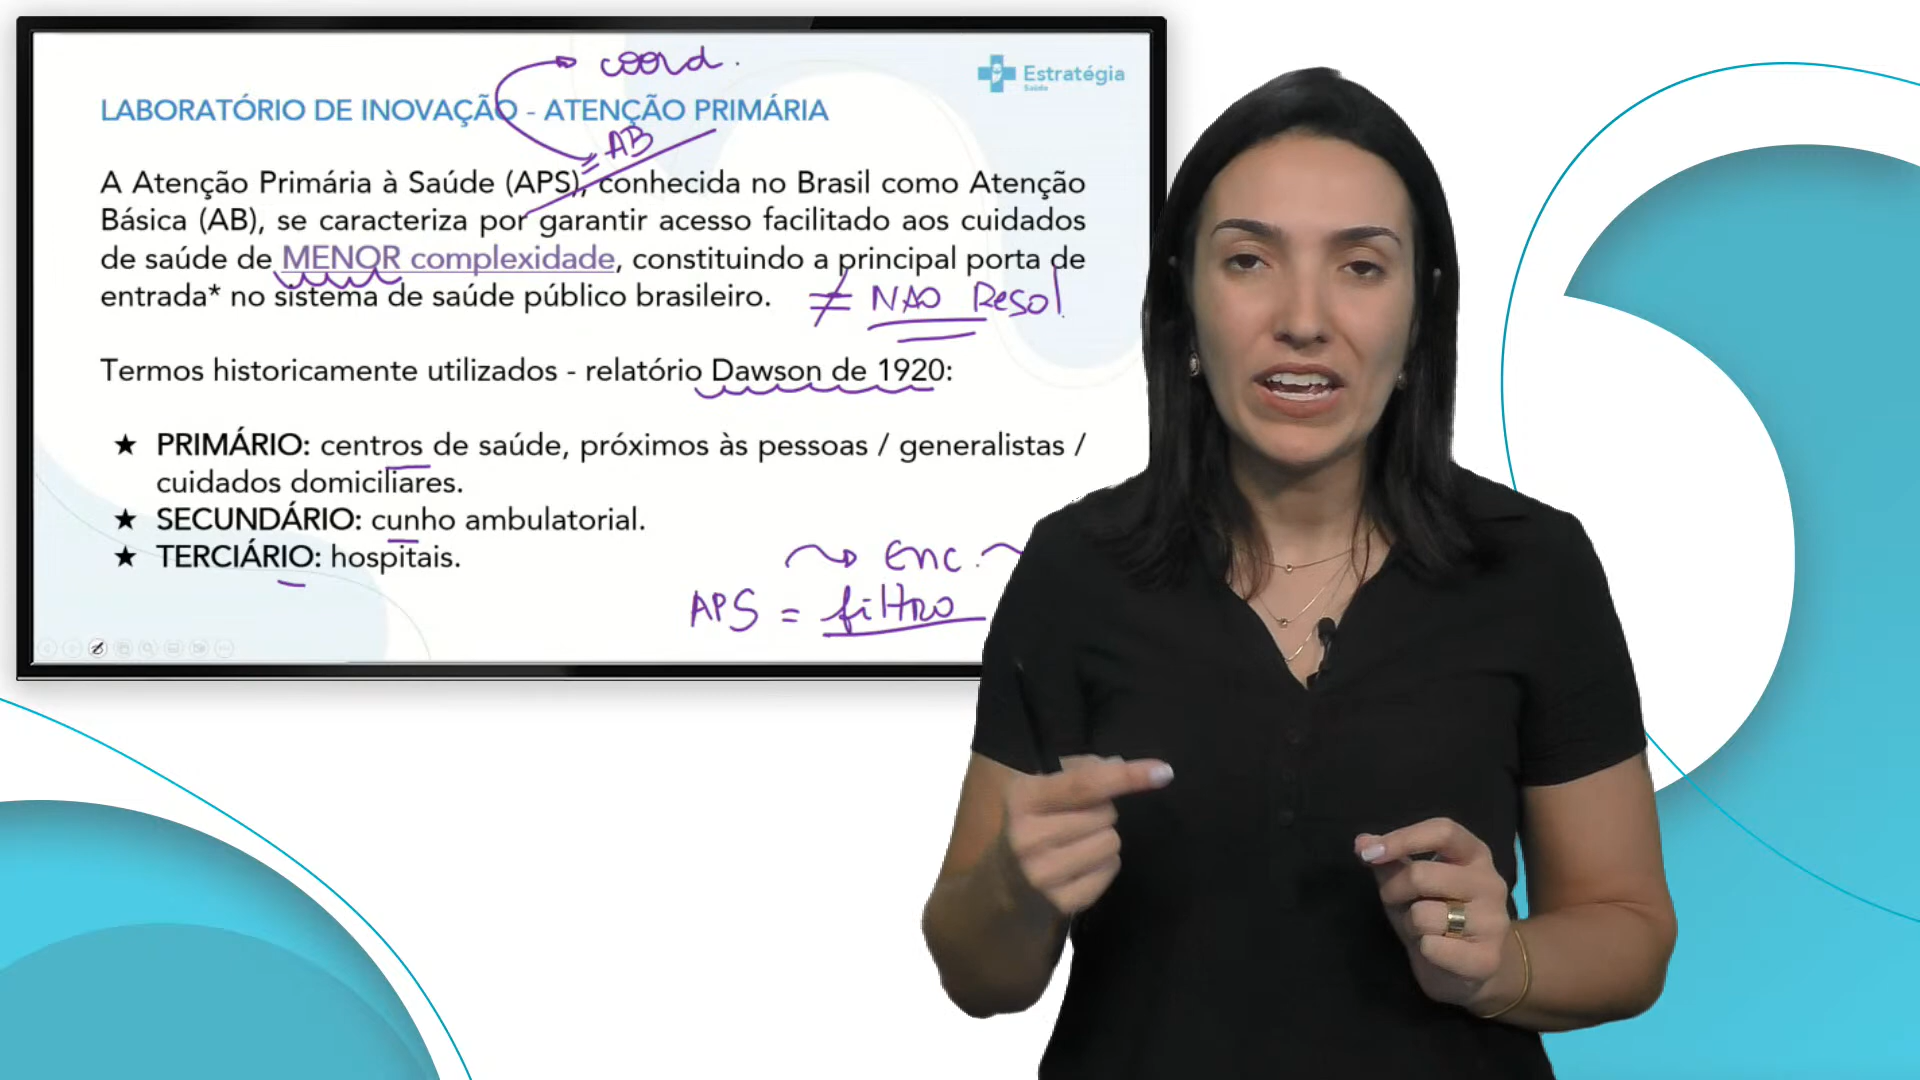 coord.
Estratégia
Saúde
LABORATÓRIO DE INOVAÇÃO - ATENÇÃO PRIMÁRIA
= AB
A Atenção Primária à Saúde (APS), conhecida no Brasil como Atenção
Básica (AB), se caracteriza por garantir acesso facilitado aos cuidados
de saúde de MENOR complexidade, constituindo a principal porta de
entrada* no sistema de saúde público brasileiro.
≠ NÃO Resol.
Termos historicamente utilizados - relatório Dawson de 1920:
★ PRIMÁRIO: centros de saúde, próximos às pessoas / generalistas /
cuidados domiciliares.
★ SECUNDÁRIO: cunho ambulatorial.
★ TERCIÁRIO: hospitais.
Enc.
APS = filtro